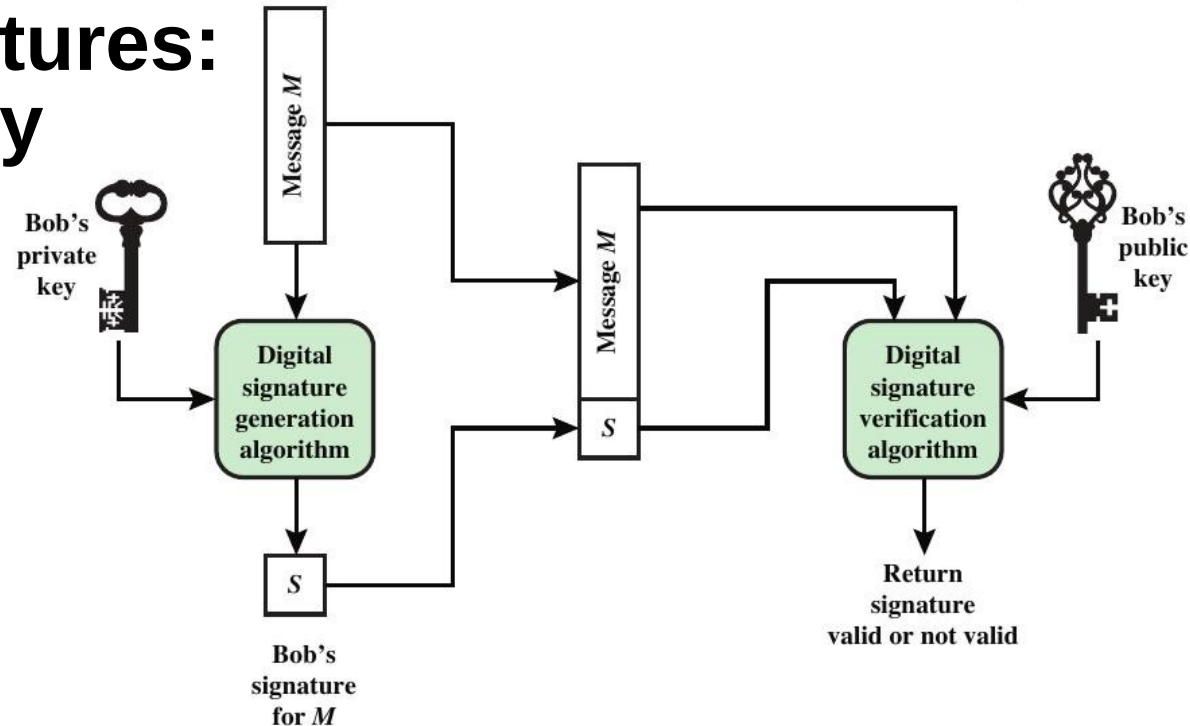 tures:
y
Message M
Bob's
private
key
Digital
signature
generation
algorithm
S
Bob's
signature
for M
Message M
S
Bob's
public
key
Digital
signature
verification
algorithm
Return
signature
valid or not valid